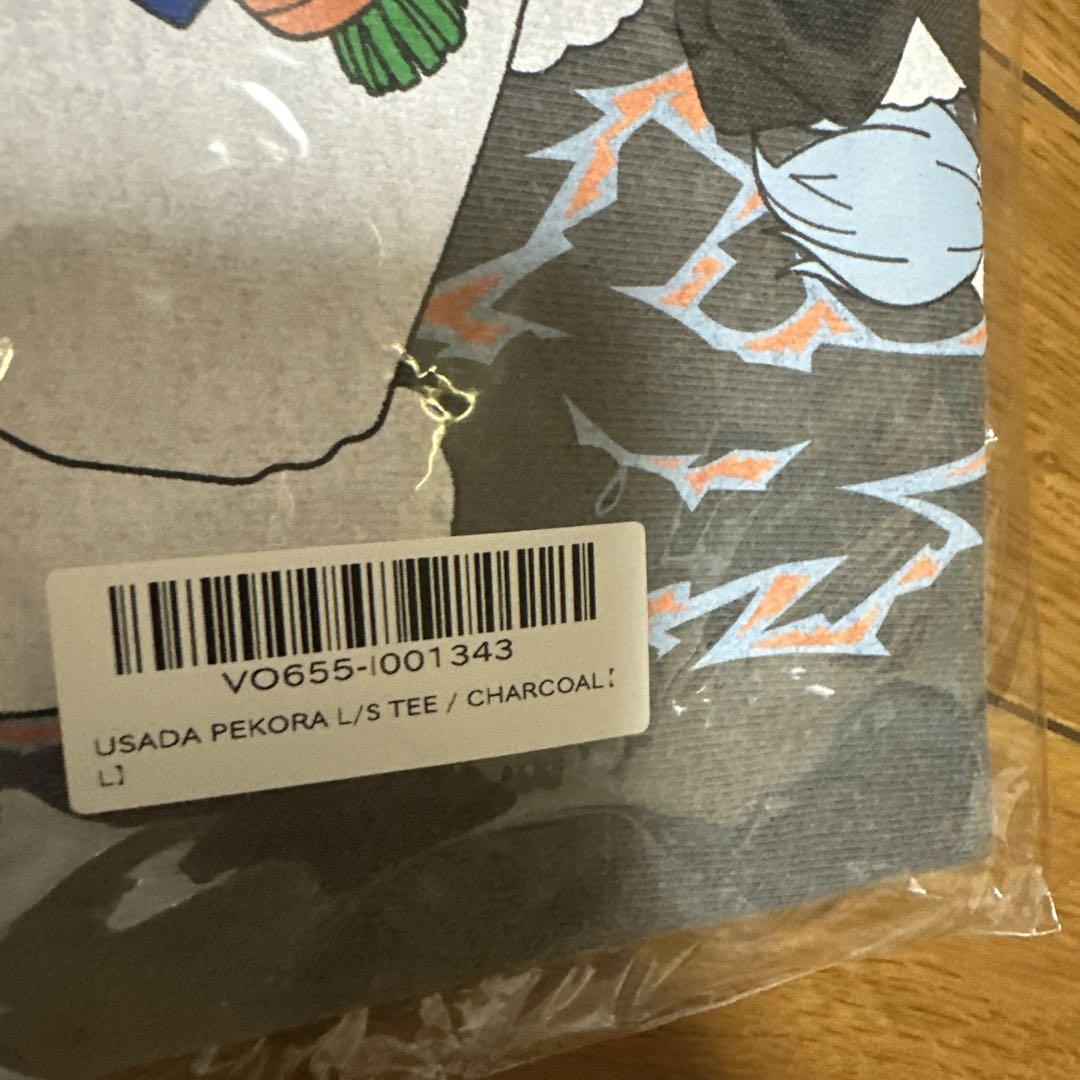 VO655-I001343
USADA PEKORA L/S TEE / CHARCOAL【
L】